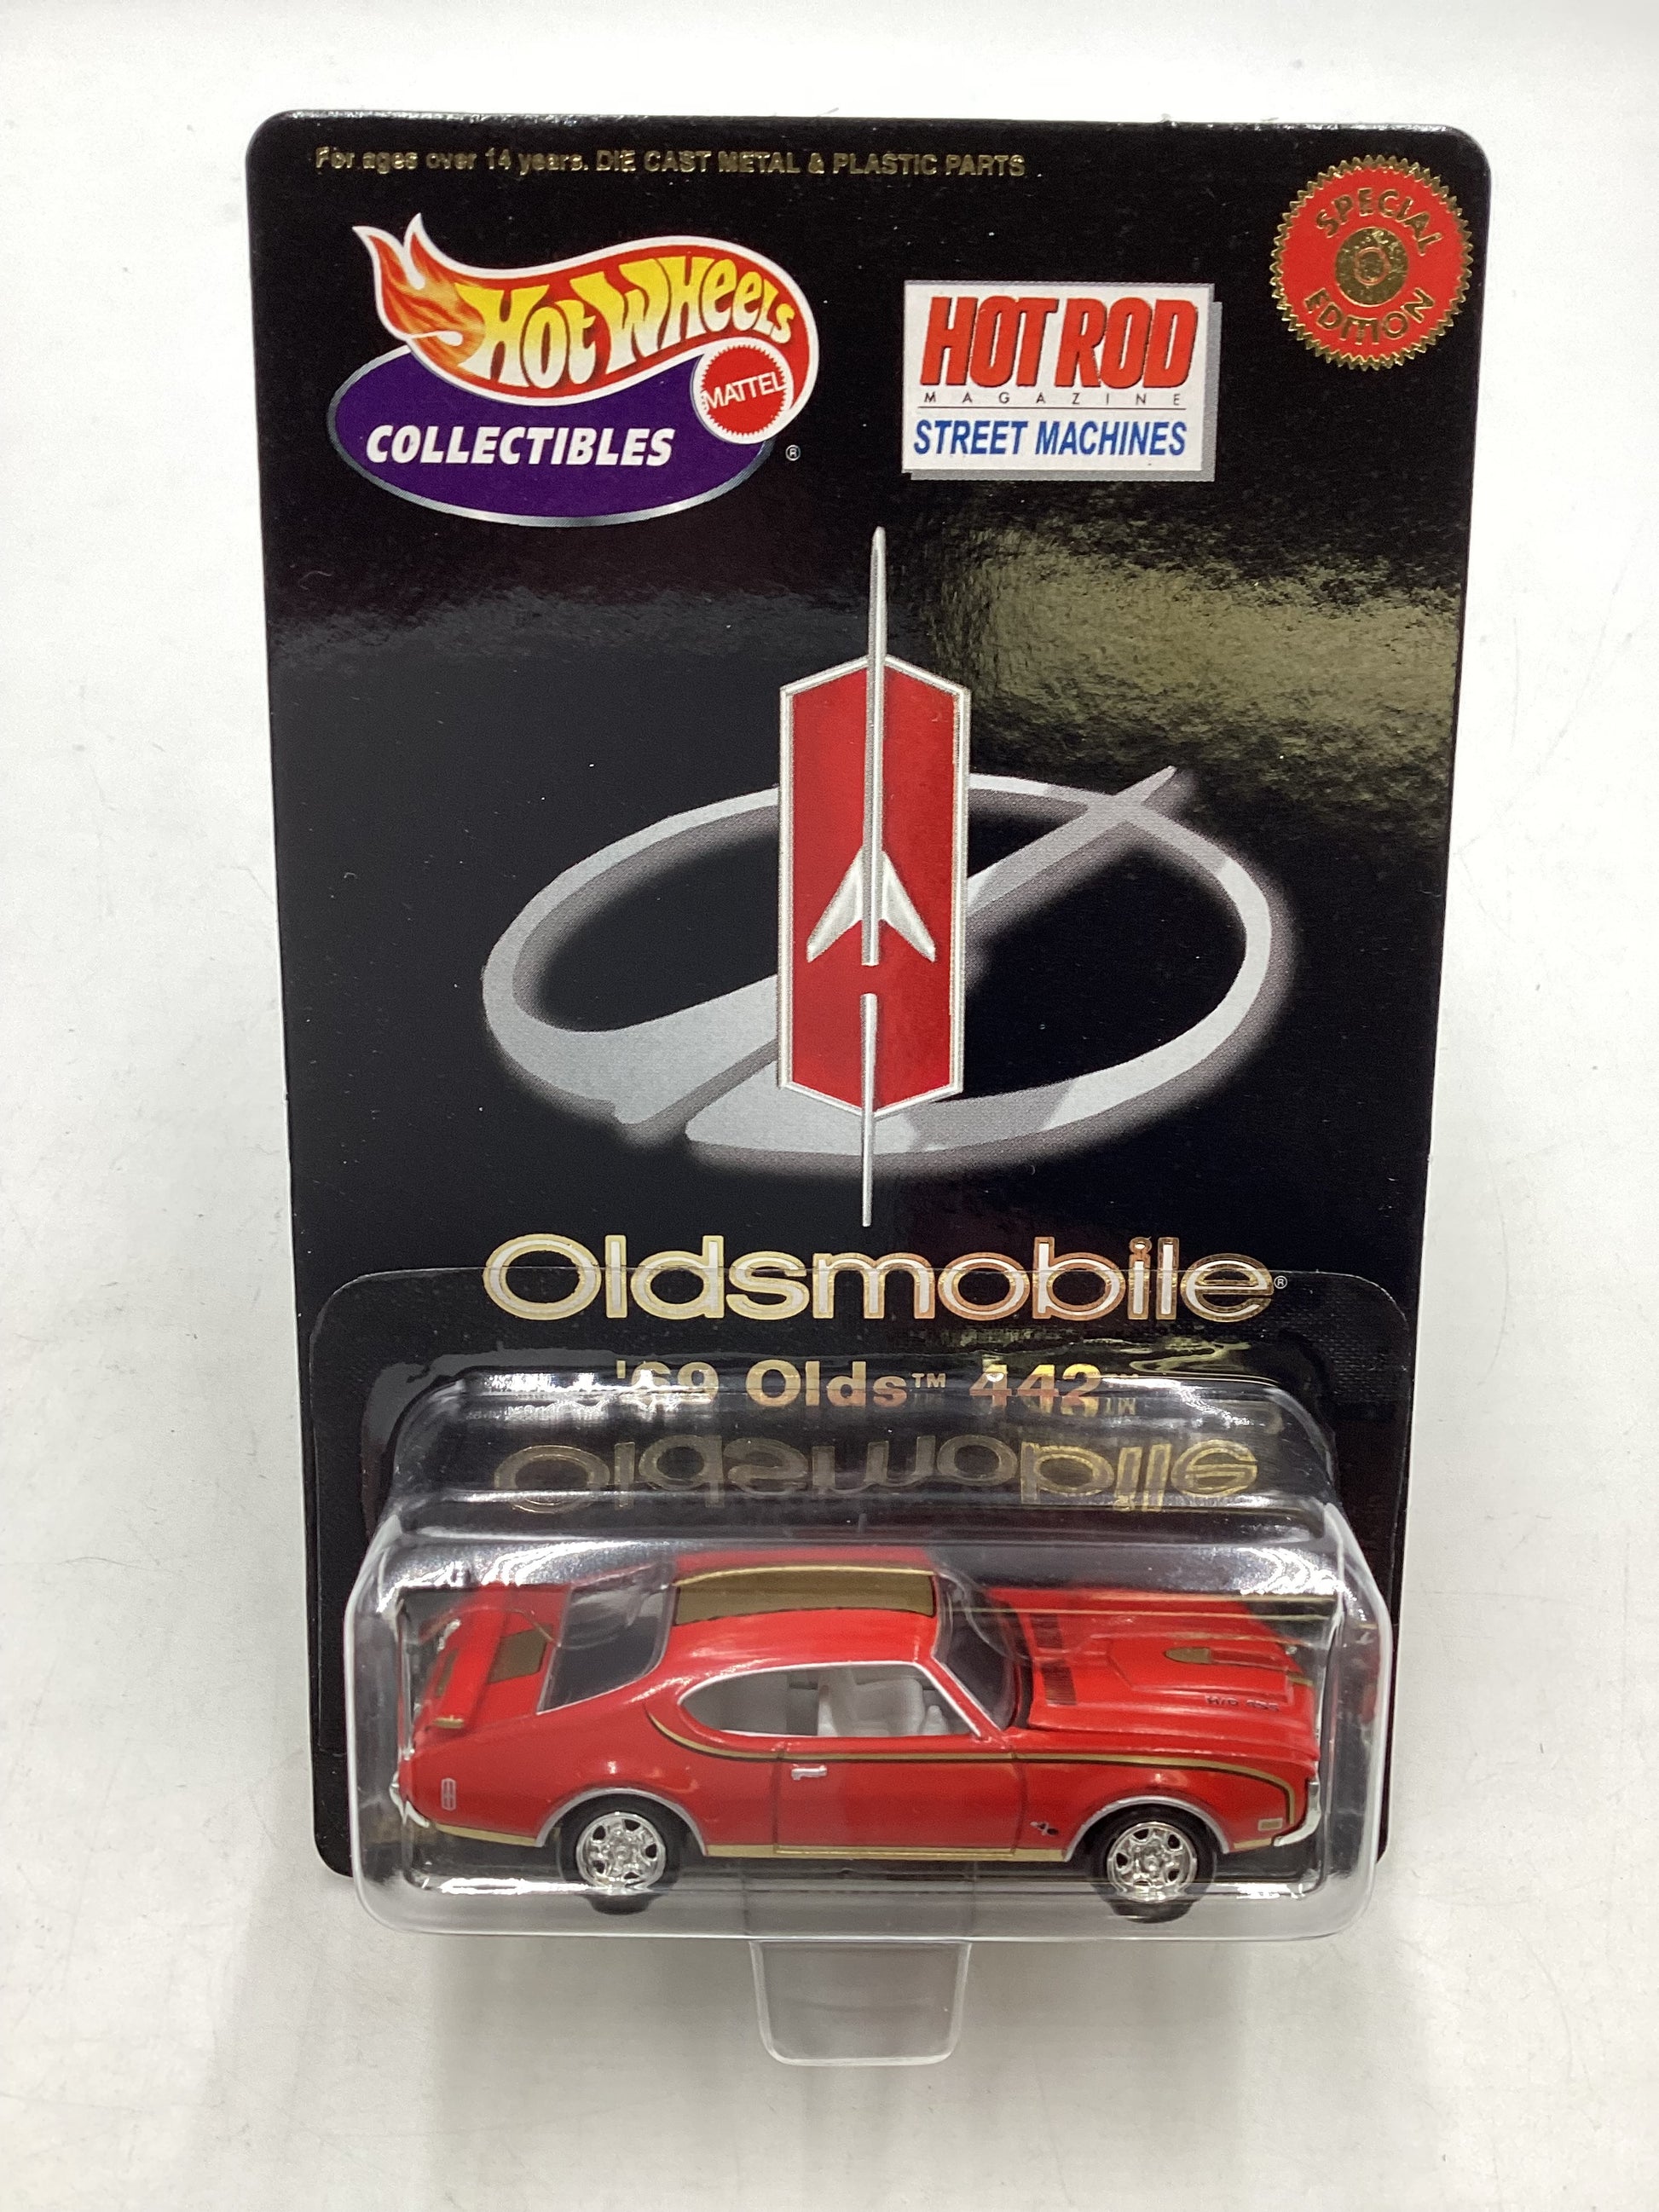 For ages over 14 years. DIE CAST METAL & PLASTIC PARTS
SPECIAL
EDITION
Hot Wheels
MATTEL
COLLECTIBLES ®
HOT ROD
MAGAZINE
STREET MACHINES
Oldsmobile®
'69 Olds™ 442™